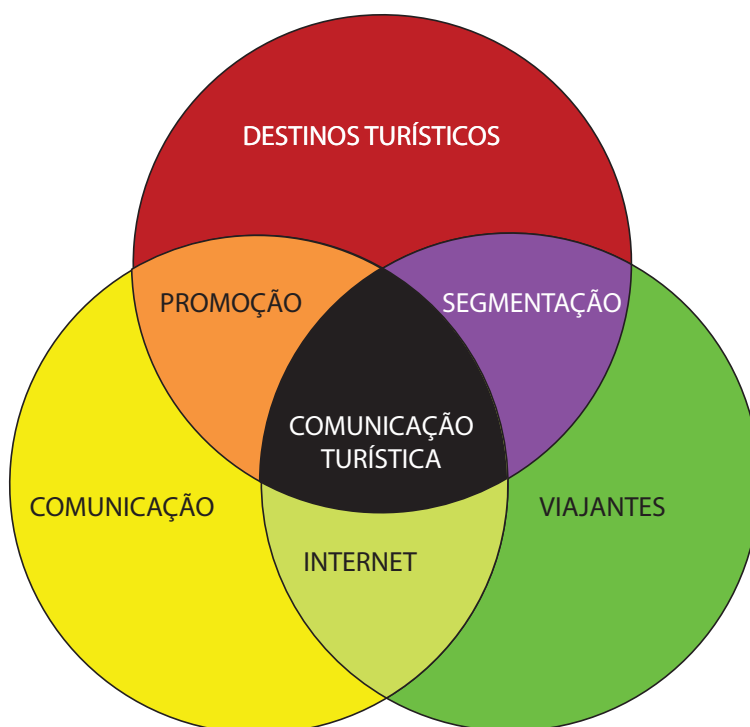 DESTINOS TURÍSTICOS
PROMOÇÃO
SEGMENTAÇÃO
COMUNICAÇÃO
TURÍSTICA
COMUNICAÇÃO
VIAJANTES
INTERNET